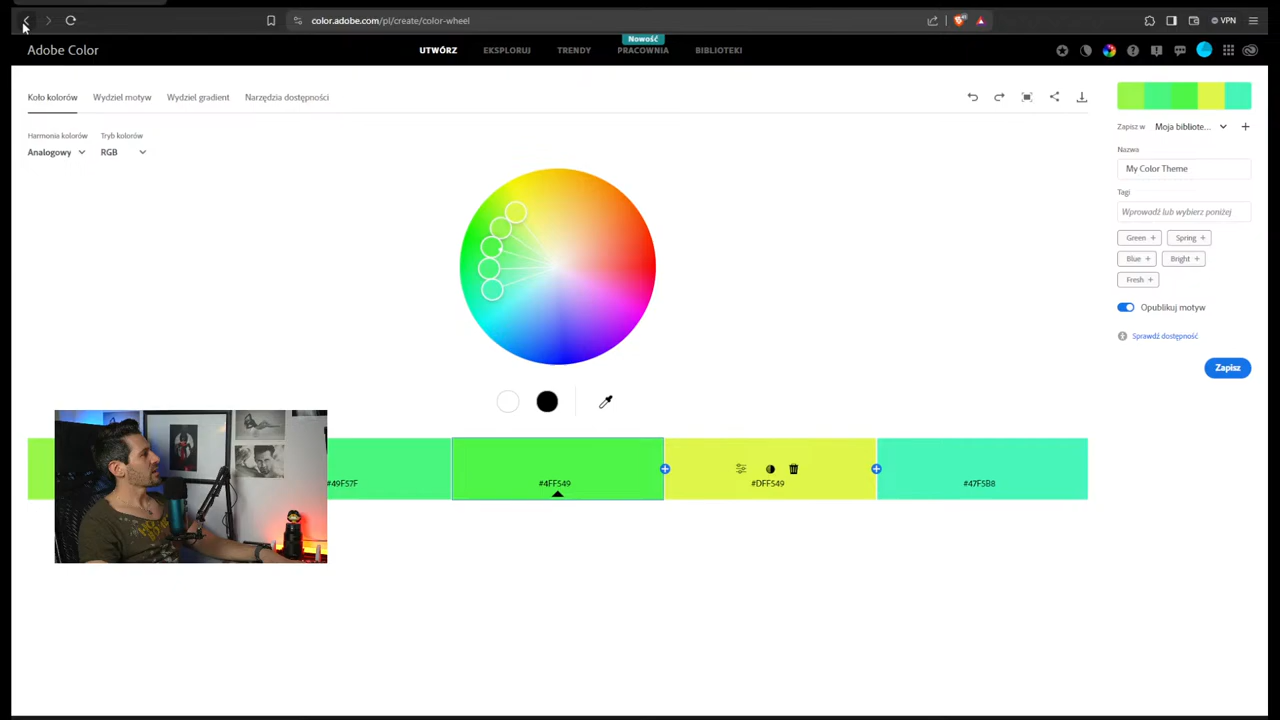 color.adobe.com/pl/create/color-wheel
VPN
Adobe Color
UTWÓRZ
EKSPLORUJ
TRENDY
Nowość
PRACOWNIA
BIBLIOTEKI
Koło kolorów
Wydziel motyw
Wydziel gradient
Narzędzia dostępności
Harmonia kolorów
Tryb kolorów
Analogowy
RGB
Zapisz w
Moja bibliote...
Nazwa
My Color Theme
Tagi
Wprowadź lub wybierz poniżej
Green +
Spring +
Blue +
Bright +
Fresh +
Opublikuj motyw
Sprawdź dostępność
Zapisz
#49F57F
#4FF549
#DFF549
#47F5B8